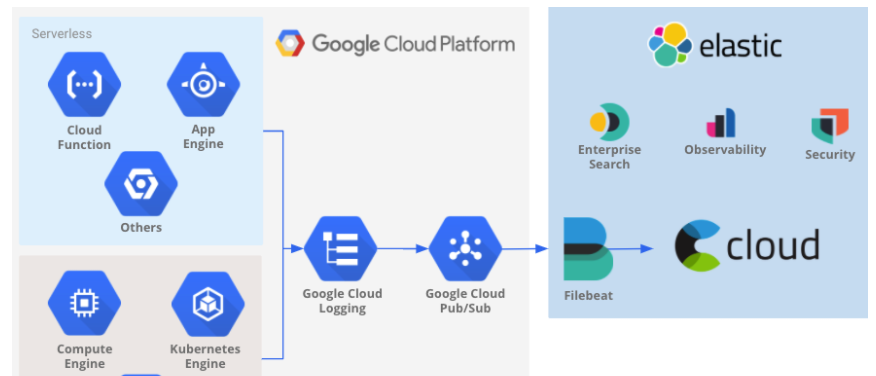 Serverless
Google Cloud Platform
Cloud
Function
App
Engine
Others
Google Cloud
Logging
Google Cloud
Pub/Sub
Compute
Engine
Kubernetes
Engine
elastic
Enterprise
Search
Observability
Security
Filebeat
cloud